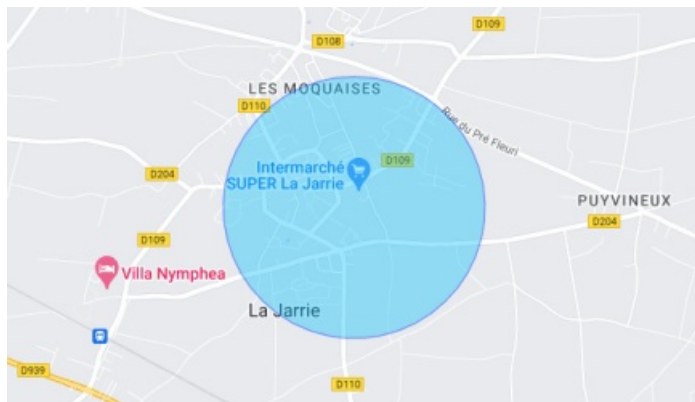 D109
D108
LES MOQUAISES
D110
Rue du Pré Fleuri
Intermarché
SUPER La Jarrie
D109
D204
PUYVINEUX
D204
D109
Villa Nymphea
La Jarrie
D939
D110